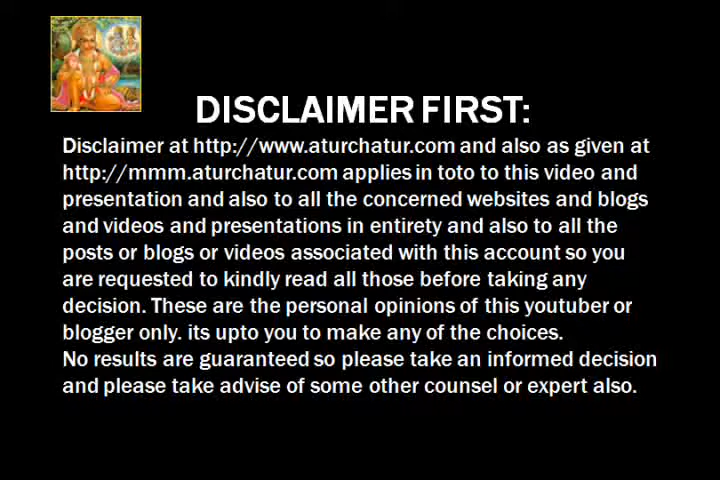 DISCLAIMER FIRST:
Disclaimer at http://www.aturchatur.com and also as given at
http://mmm.aturchatur.com applies in toto to this video and
presentation and also to all the concerned websites and blogs
and videos and presentations in entirety and also to all the
posts or blogs or videos associated with this account so you
are requested to kindly read all those before taking any
decision. These are the personal opinions of this youtuber or
blogger only. its upto you to make any of the choices.
No results are guaranteed so please take an informed decision
and please take advise of some other counsel or expert also.